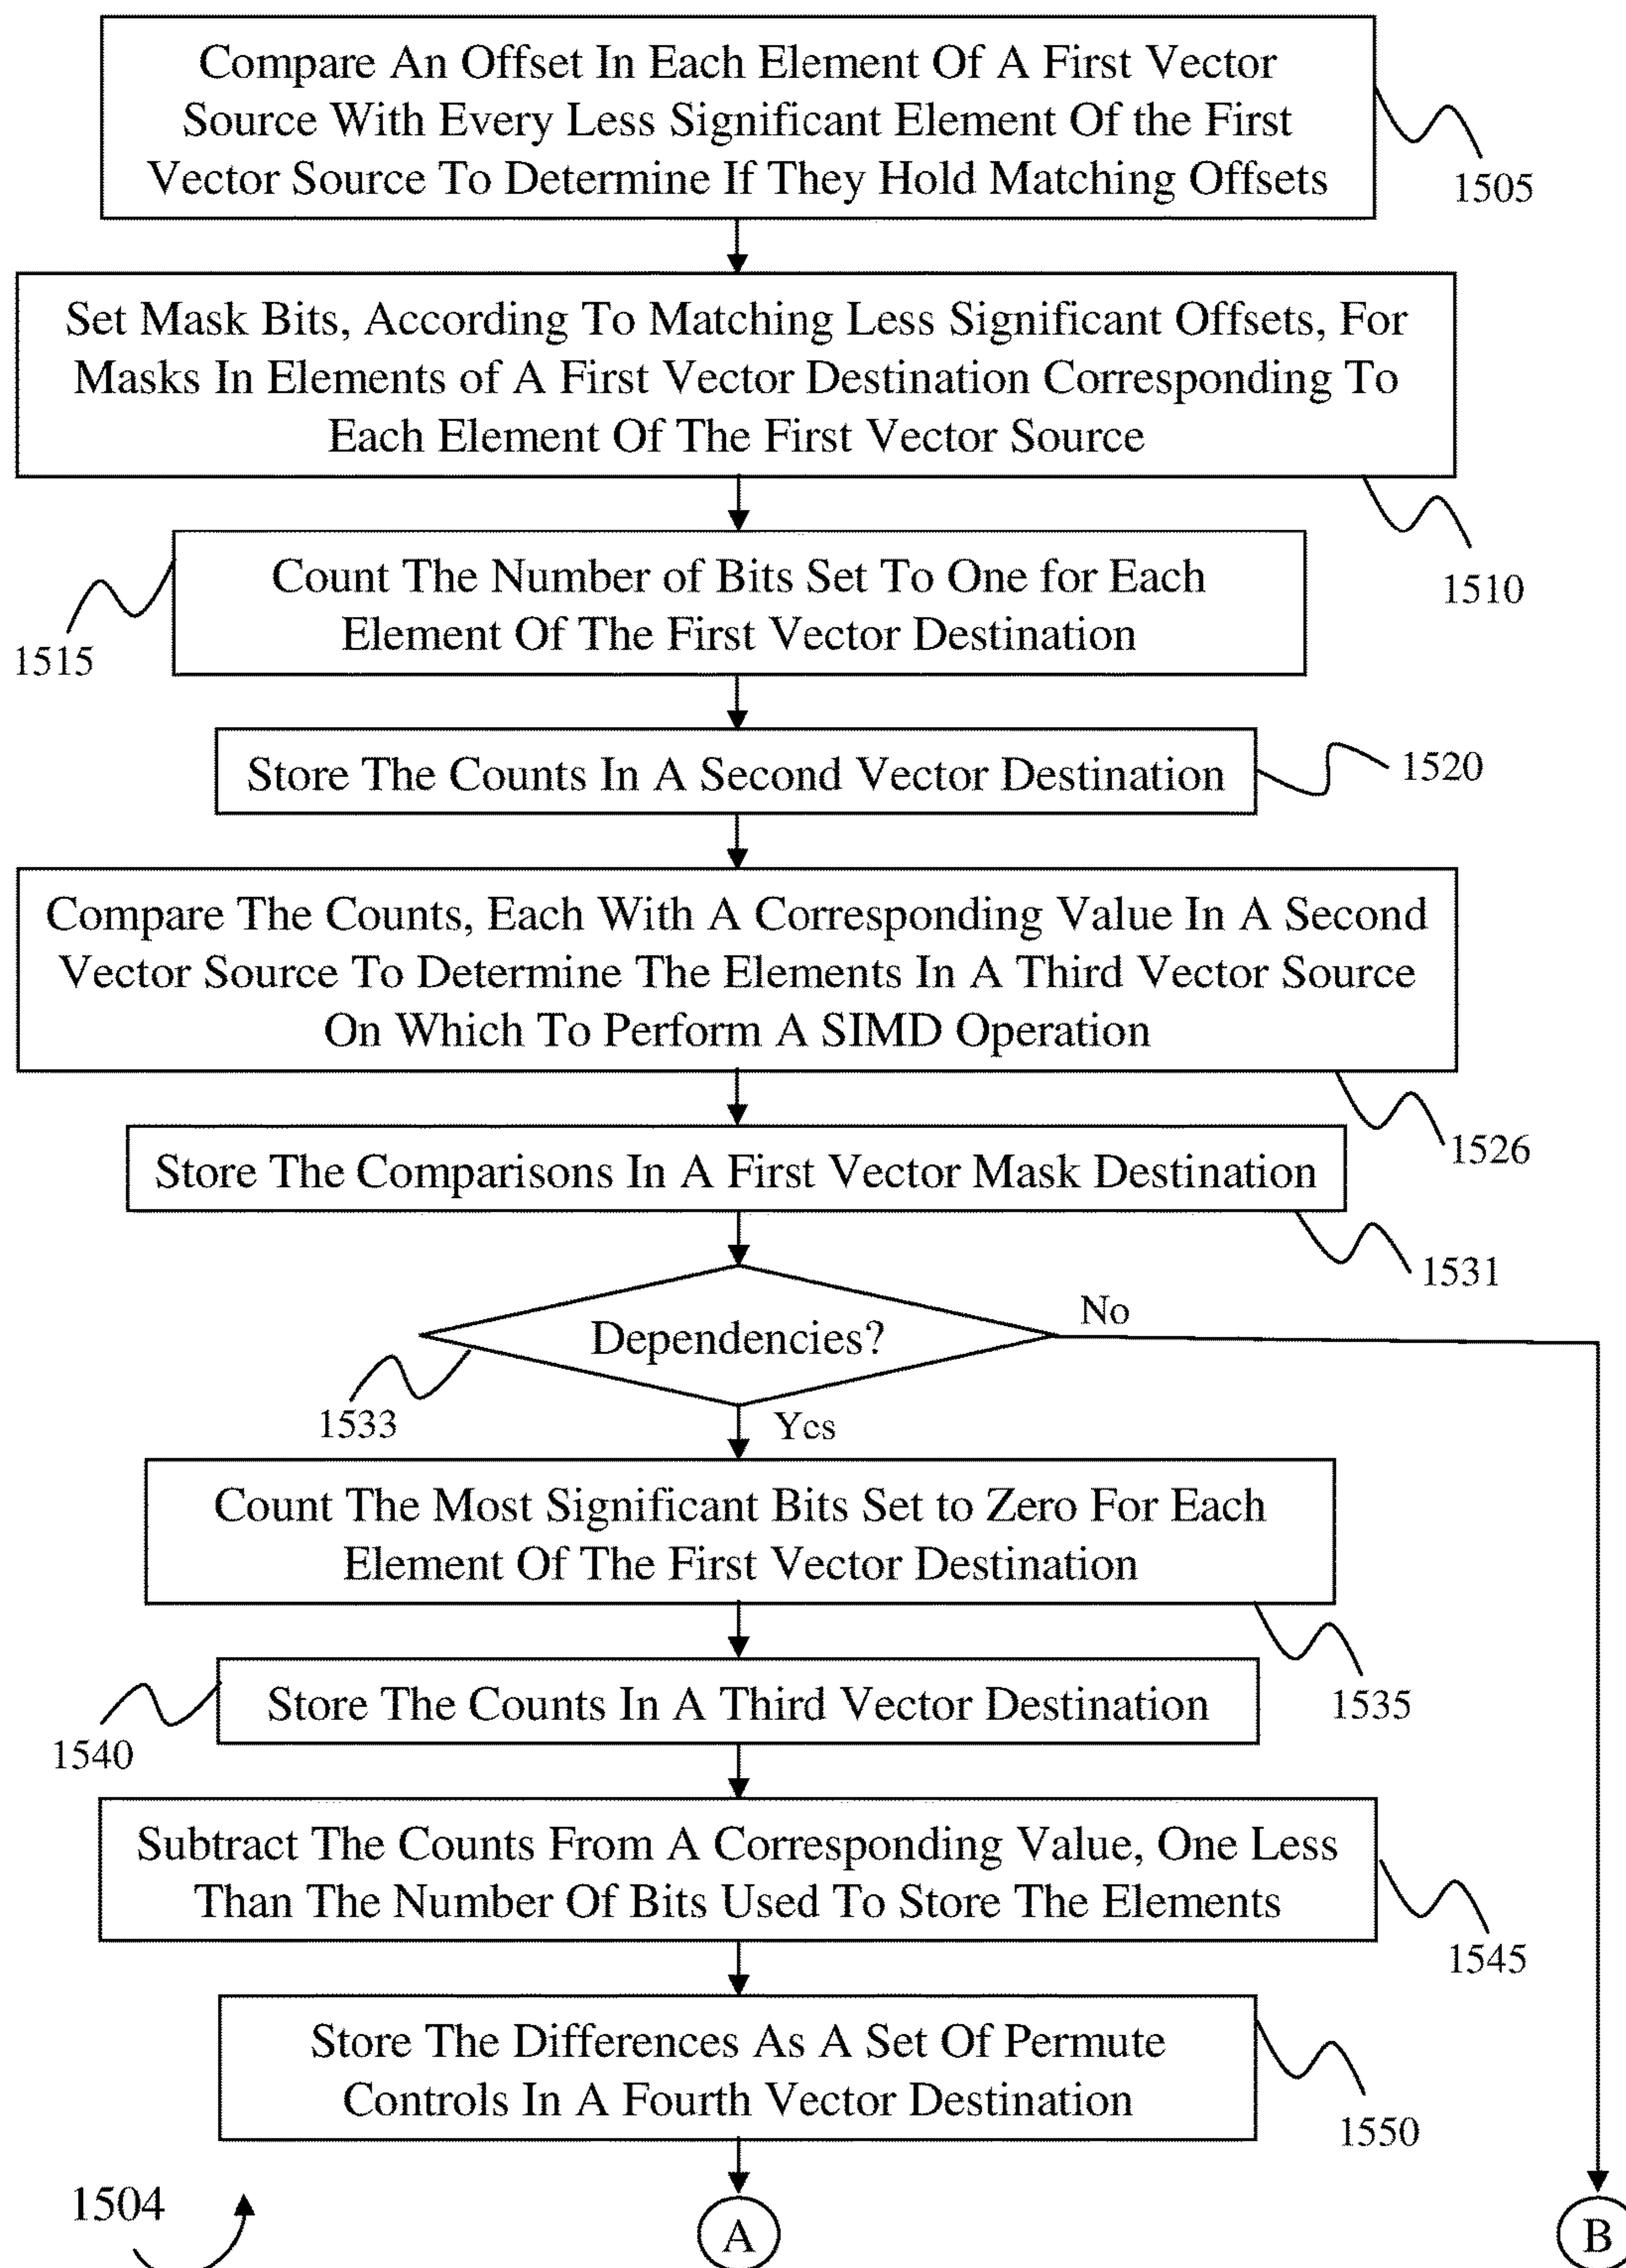 Compare An Offset In Each Element Of A First Vector
Source With Every Less Significant Element Of the First
Vector Source To Determine If They Hold Matching Offsets
1505
Set Mask Bits, According To Matching Less Significant Offsets, For
Masks In Elements of A First Vector Destination Corresponding To
Each Element Of The First Vector Source
1510
Count The Number of Bits Set To One for Each
Element Of The First Vector Destination
1515
Store The Counts In A Second Vector Destination
1520
Compare The Counts, Each With A Corresponding Value In A Second
Vector Source To Determine The Elements In A Third Vector Source
On Which To Perform A SIMD Operation
1526
Store The Comparisons In A First Vector Mask Destination
1531
Dependencies?
No
1533
Yes
Count The Most Significant Bits Set to Zero For Each
Element Of The First Vector Destination
1535
Store The Counts In A Third Vector Destination
1540
Subtract The Counts From A Corresponding Value, One Less
Than The Number Of Bits Used To Store The Elements
1545
Store The Differences As A Set Of Permute
Controls In A Fourth Vector Destination
1550
1504
A
B